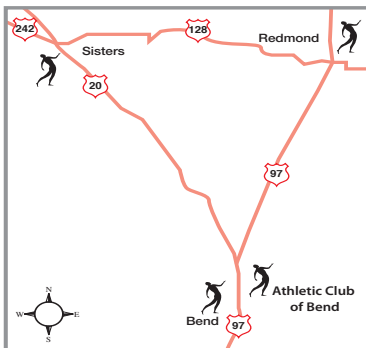 242
Sisters
128
Redmond
20
97
Athletic Club
of Bend
Bend
97
N
W
E
S